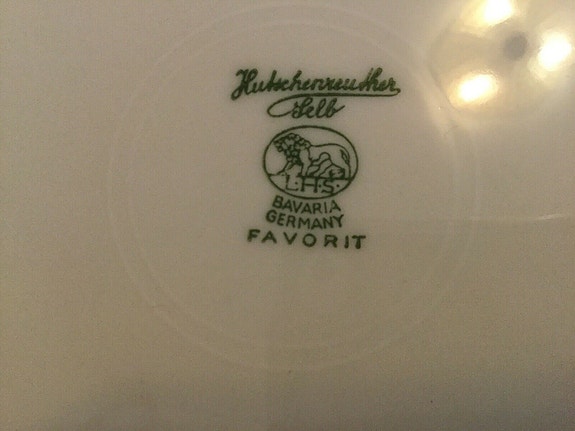 Hutschenreuther
Selb
L·H·S·
BAVARIA
GERMANY
FAVORIT